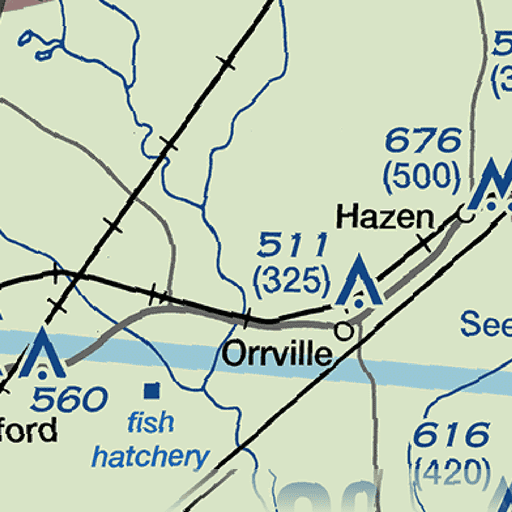 676
(500)
Hazen
511
(325)
See
Orrville
560
ford
fish
hatchery
616
(420)